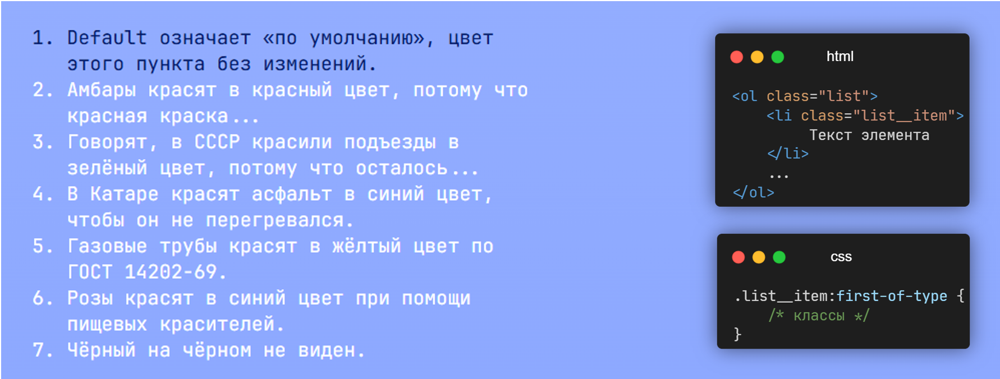 1. Default означает «по умолчанию», цвет
этого пункта без изменений.
2. Амбары красят в красный цвет, потому что
красная краска...
3. Говорят, в СССР красили подъезды в
зелёный цвет, потому что осталось...
4. В Катаре красят асфальт в синий цвет,
чтобы он не перегревался.
5. Газовые трубы красят в жёлтый цвет по
ГОСТ 14202-69.
6. Розы красят в синий цвет при помощи
пищевых красителей.
7. Чёрный на чёрном не виден.
html
<ol class="list">
<li class="list__item">
Текст элемента
</li>
...
</ol>
css
.list__item:first-of-type {
/* классы */
}